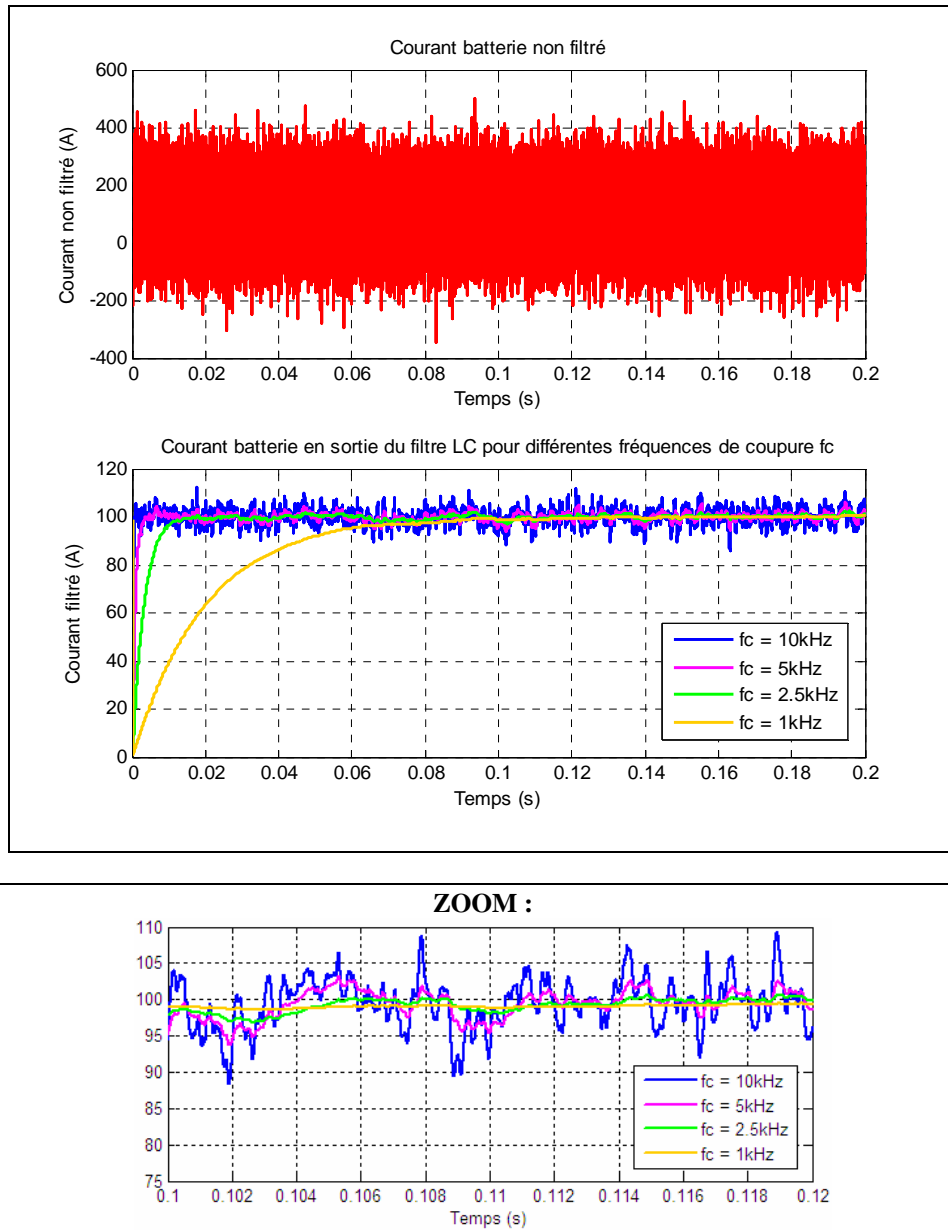 Courant batterie non filtré
600
400
200
0
-200
-400
Courant non filtré (A)
0 0.02 0.04 0.06 0.08 0.1 0.12 0.14 0.16 0.18 0.2
Temps (s)
Courant batterie en sortie du filtre LC pour différentes fréquences de coupure fc
120
100
80
60
40
20
0
Courant filtré (A)
fc = 10kHz
fc = 5kHz
fc = 2.5kHz
fc = 1kHz
0 0.02 0.04 0.06 0.08 0.1 0.12 0.14 0.16 0.18 0.2
Temps (s)
ZOOM :
110
105
100
95
90
85
80
75
fc = 10kHz
fc = 5kHz
fc = 2.5kHz
fc = 1kHz
0.1 0.102 0.104 0.106 0.108 0.11 0.112 0.114 0.116 0.118 0.12
Temps (s)